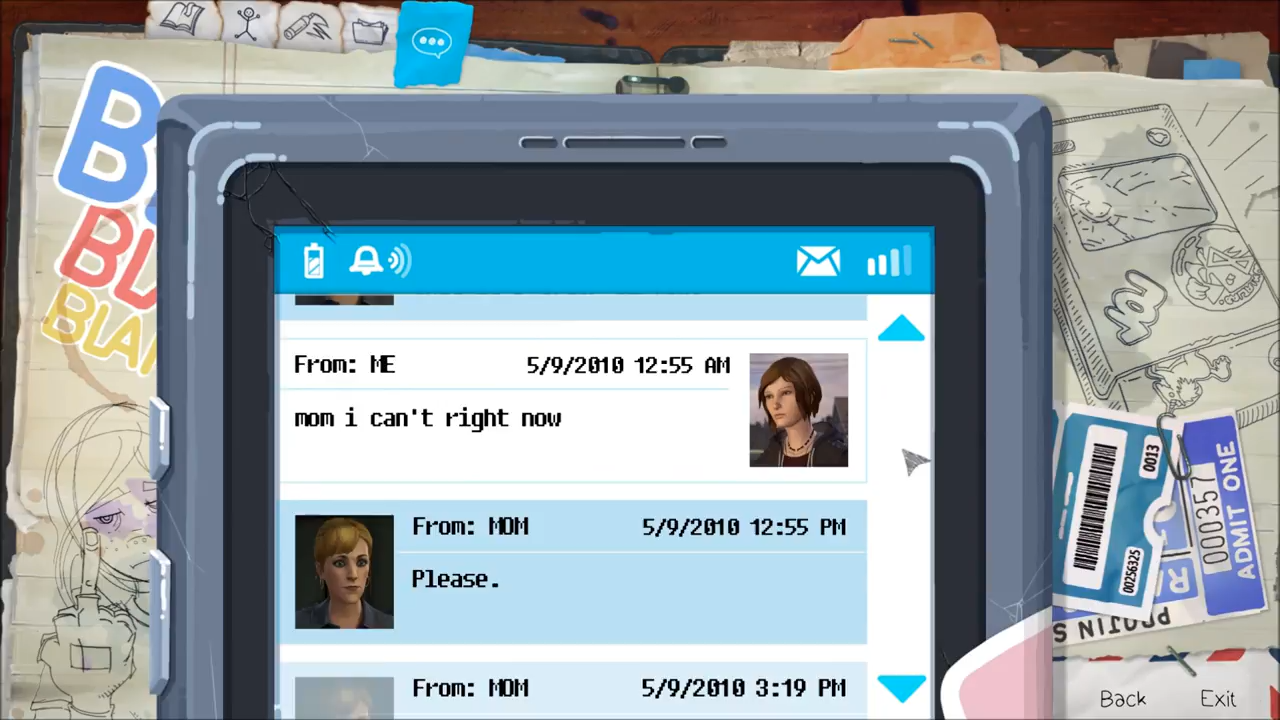 From: ME 5/9/2010 12:55 AM
mom i can't right now
From: MOM 5/9/2010 12:55 PM
Please.
From: MOM 5/9/2010 3:19 PM
0013
00256325
000357
ADMIT ONE
Back Exit